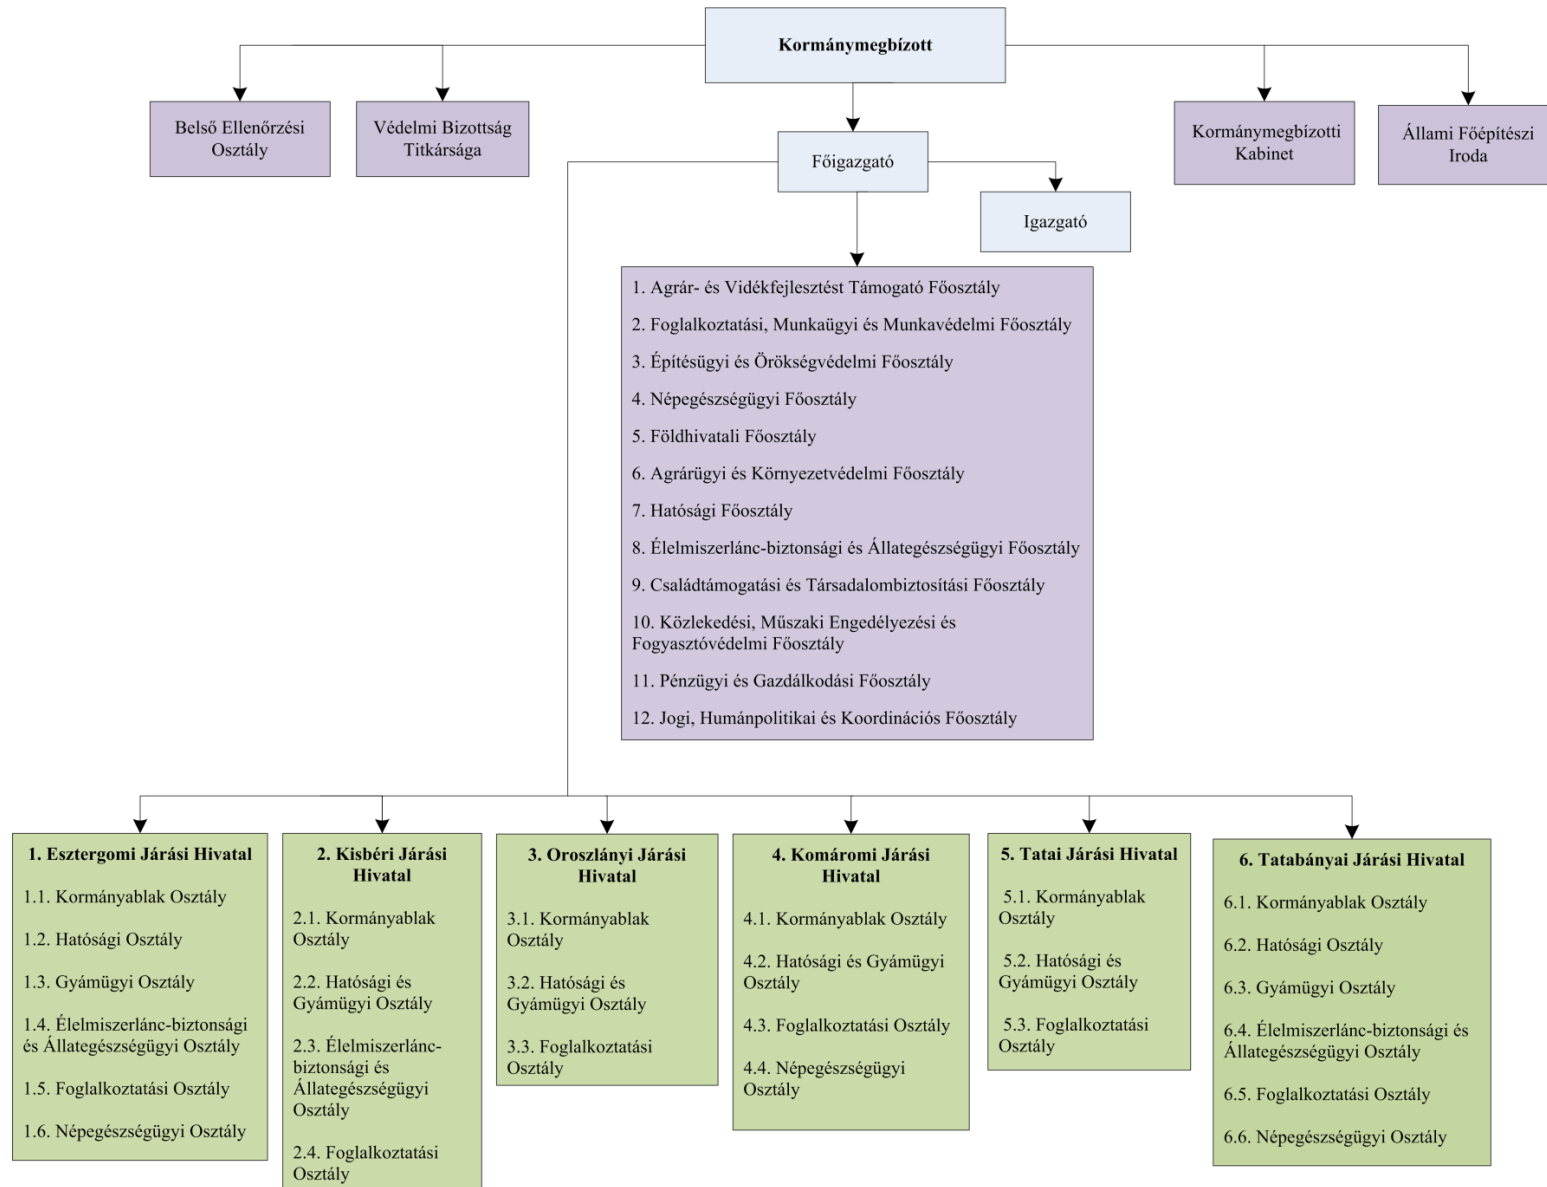 Kormánymegbízott
Belső Ellenőrzési
Osztály
Védelmi Bizottság
Titkársága
Kormánymegbízotti
Kabinet
Állami Főépítészi
Iroda
Főigazgató
Igazgató
1. Agrár- és Vidékfejlesztést Támogató Főosztály
2. Foglalkoztatási, Munkaügyi és Munkavédelmi Főosztály
3. Építésügyi és Örökségvédelmi Főosztály
4. Népegészségügyi Főosztály
5. Földhivatali Főosztály
6. Agrárügyi és Környezetvédelmi Főosztály
7. Hatósági Főosztály
8. Élelmiszerlánc-biztonsági és Állategészségügyi Főosztály
9. Családtámogatási és Társadalombiztosítási Főosztály
10. Közlekedési, Műszaki Engedélyezési és
Fogyasztóvédelmi Főosztály
11. Pénzügyi és Gazdálkodási Főosztály
12. Jogi, Humánpolitikai és Koordinációs Főosztály
1. Esztergomi Járási Hivatal
1.1. Kormányablak Osztály
1.2. Hatósági Osztály
1.3. Gyámügyi Osztály
1.4. Élelmiszerlánc-biztonsági
és Állategészségügyi Osztály
1.5. Foglalkoztatási Osztály
1.6. Népegészségügyi Osztály
2. Kisbéri Járási
Hivatal
2.1. Kormányablak
Osztály
2.2. Hatósági és
Gyámügyi Osztály
2.3. Élelmiszerlánc-
biztonsági és
Állategészségügyi
Osztály
2.4. Foglalkoztatási
Osztály
3. Oroszlányi Járási
Hivatal
3.1. Kormányablak
Osztály
3.2. Hatósági és
Gyámügyi Osztály
3.3. Foglalkoztatási
Osztály
4. Komáromi Járási
Hivatal
4.1. Kormányablak Osztály
4.2. Hatósági és Gyámügyi
Osztály
4.3. Foglalkoztatási Osztály
4.4. Népegészségügyi
Osztály
5. Tatai Járási Hivatal
5.1. Kormányablak
Osztály
5.2. Hatósági és
Gyámügyi Osztály
5.3. Foglalkoztatási
Osztály
6. Tatabányai Járási Hivatal
6.1. Kormányablak Osztály
6.2. Hatósági Osztály
6.3. Gyámügyi Osztály
6.4. Élelmiszerlánc-biztonsági és
Állategészségügyi Osztály
6.5. Foglalkoztatási Osztály
6.6. Népegészségügyi Osztály